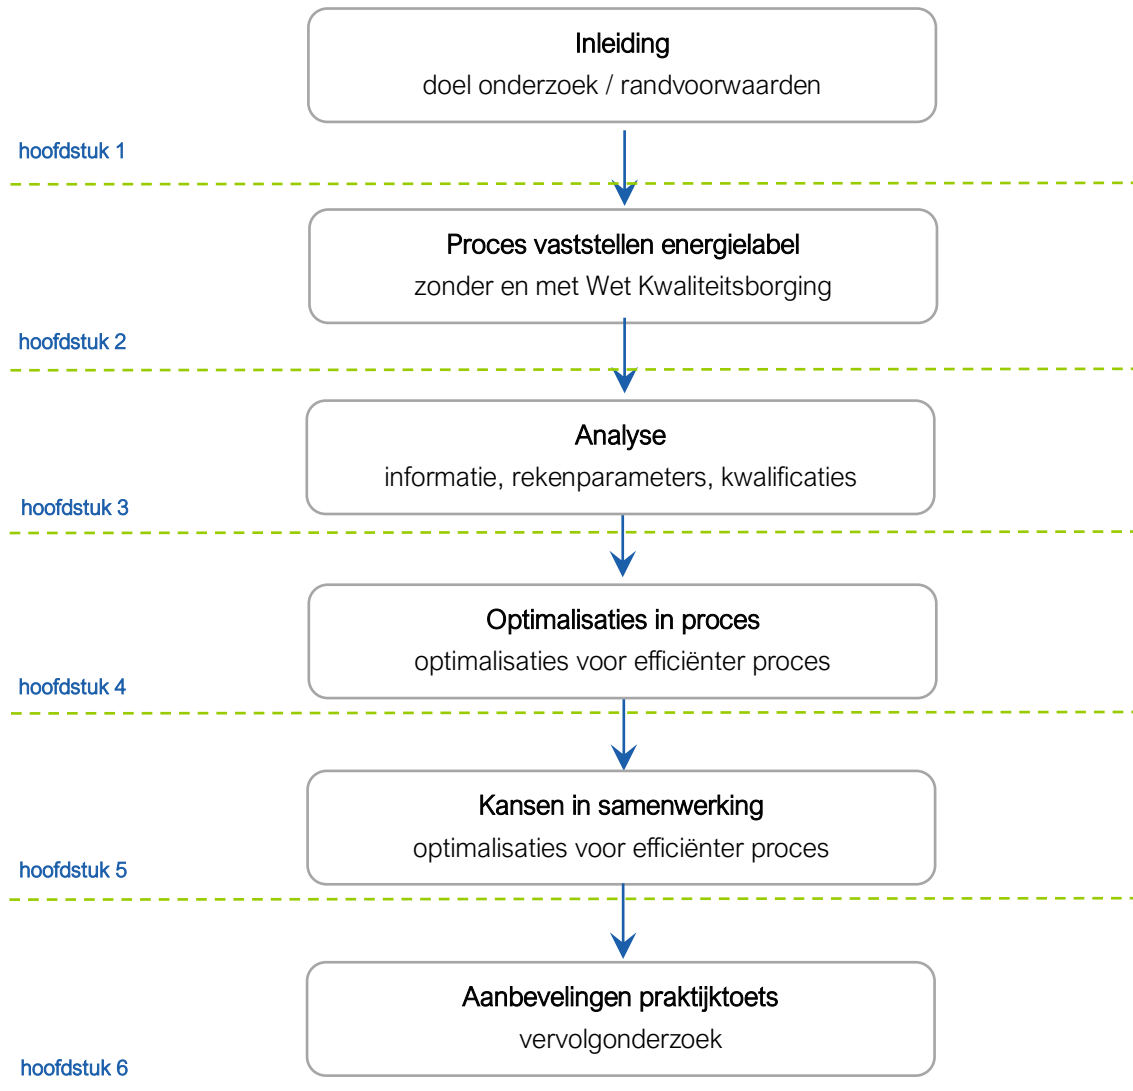 Inleiding
doel onderzoek / randvoorwaarden
hoofdstuk 1
Proces vaststellen energielabel
zonder en met Wet Kwaliteitsborging
hoofdstuk 2
Analyse
informatie, rekenparameters, kwalificaties
hoofdstuk 3
Optimalisaties in proces
optimalisaties voor efficiënter proces
hoofdstuk 4
Kansen in samenwerking
optimalisaties voor efficiënter proces
hoofdstuk 5
Aanbevelingen praktijktoets
vervolgonderzoek
hoofdstuk 6